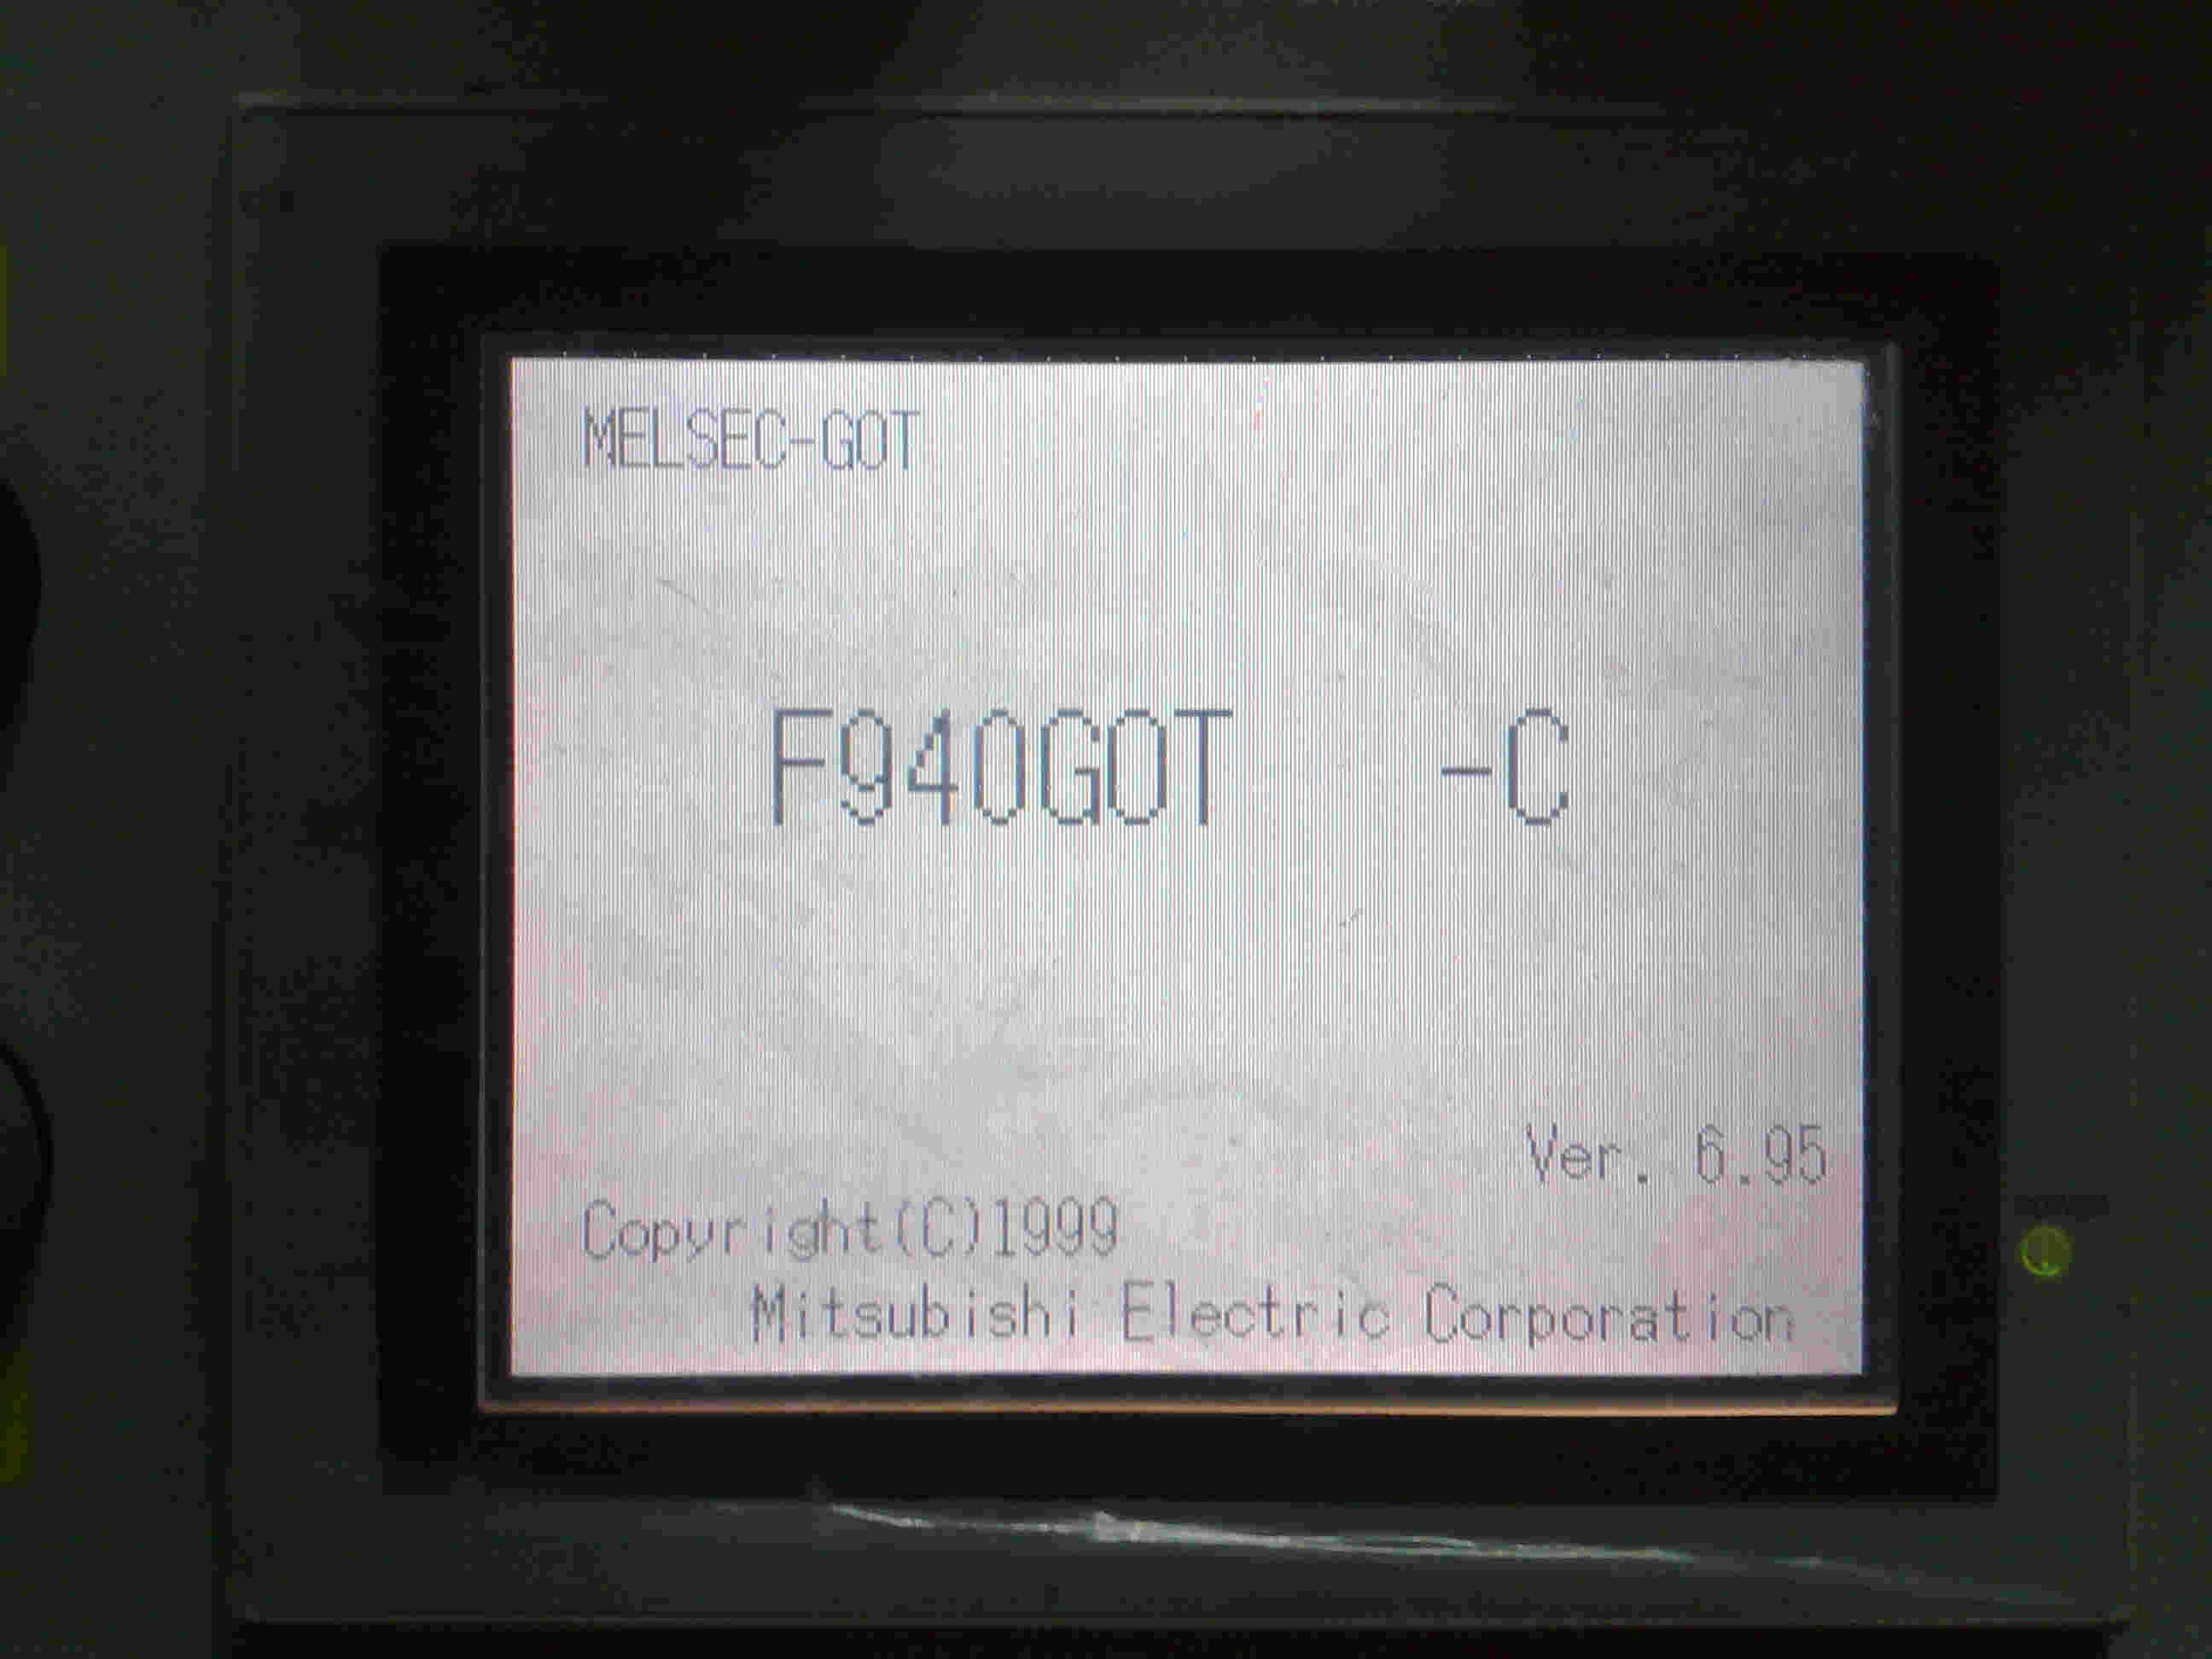 MELSEC-GOT
F940GOT -C
Ver. 6.95
Copyright(C)1999
Mitsubishi Electric Corporation